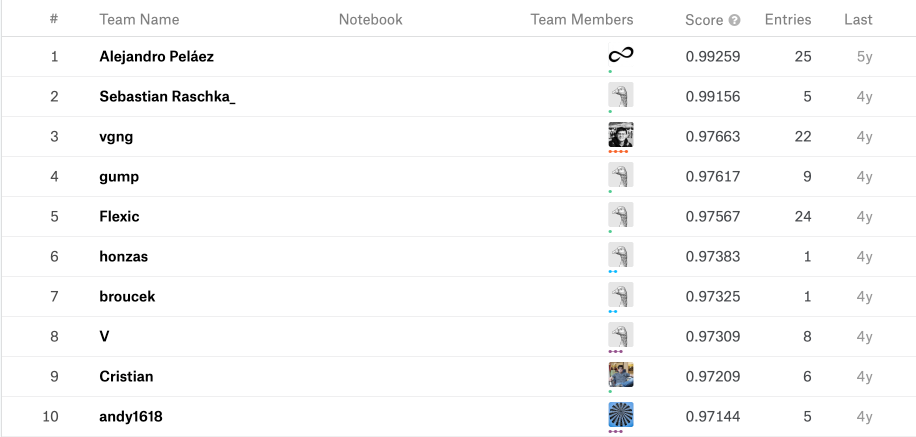 # Team Name Notebook Team Members Score ? Entries Last
1 Alejandro Peláez 0.99259 25 5y
2 Sebastian Raschka_ 0.99156 5 4y
3 vgng 0.97663 22 4y
4 gump 0.97617 9 4y
5 Flexic 0.97567 24 4y
6 honzas 0.97383 1 4y
7 broucek 0.97325 1 4y
8 V 0.97309 8 4y
9 Cristian 0.97209 6 4y
10 andy1618 0.97144 5 4y